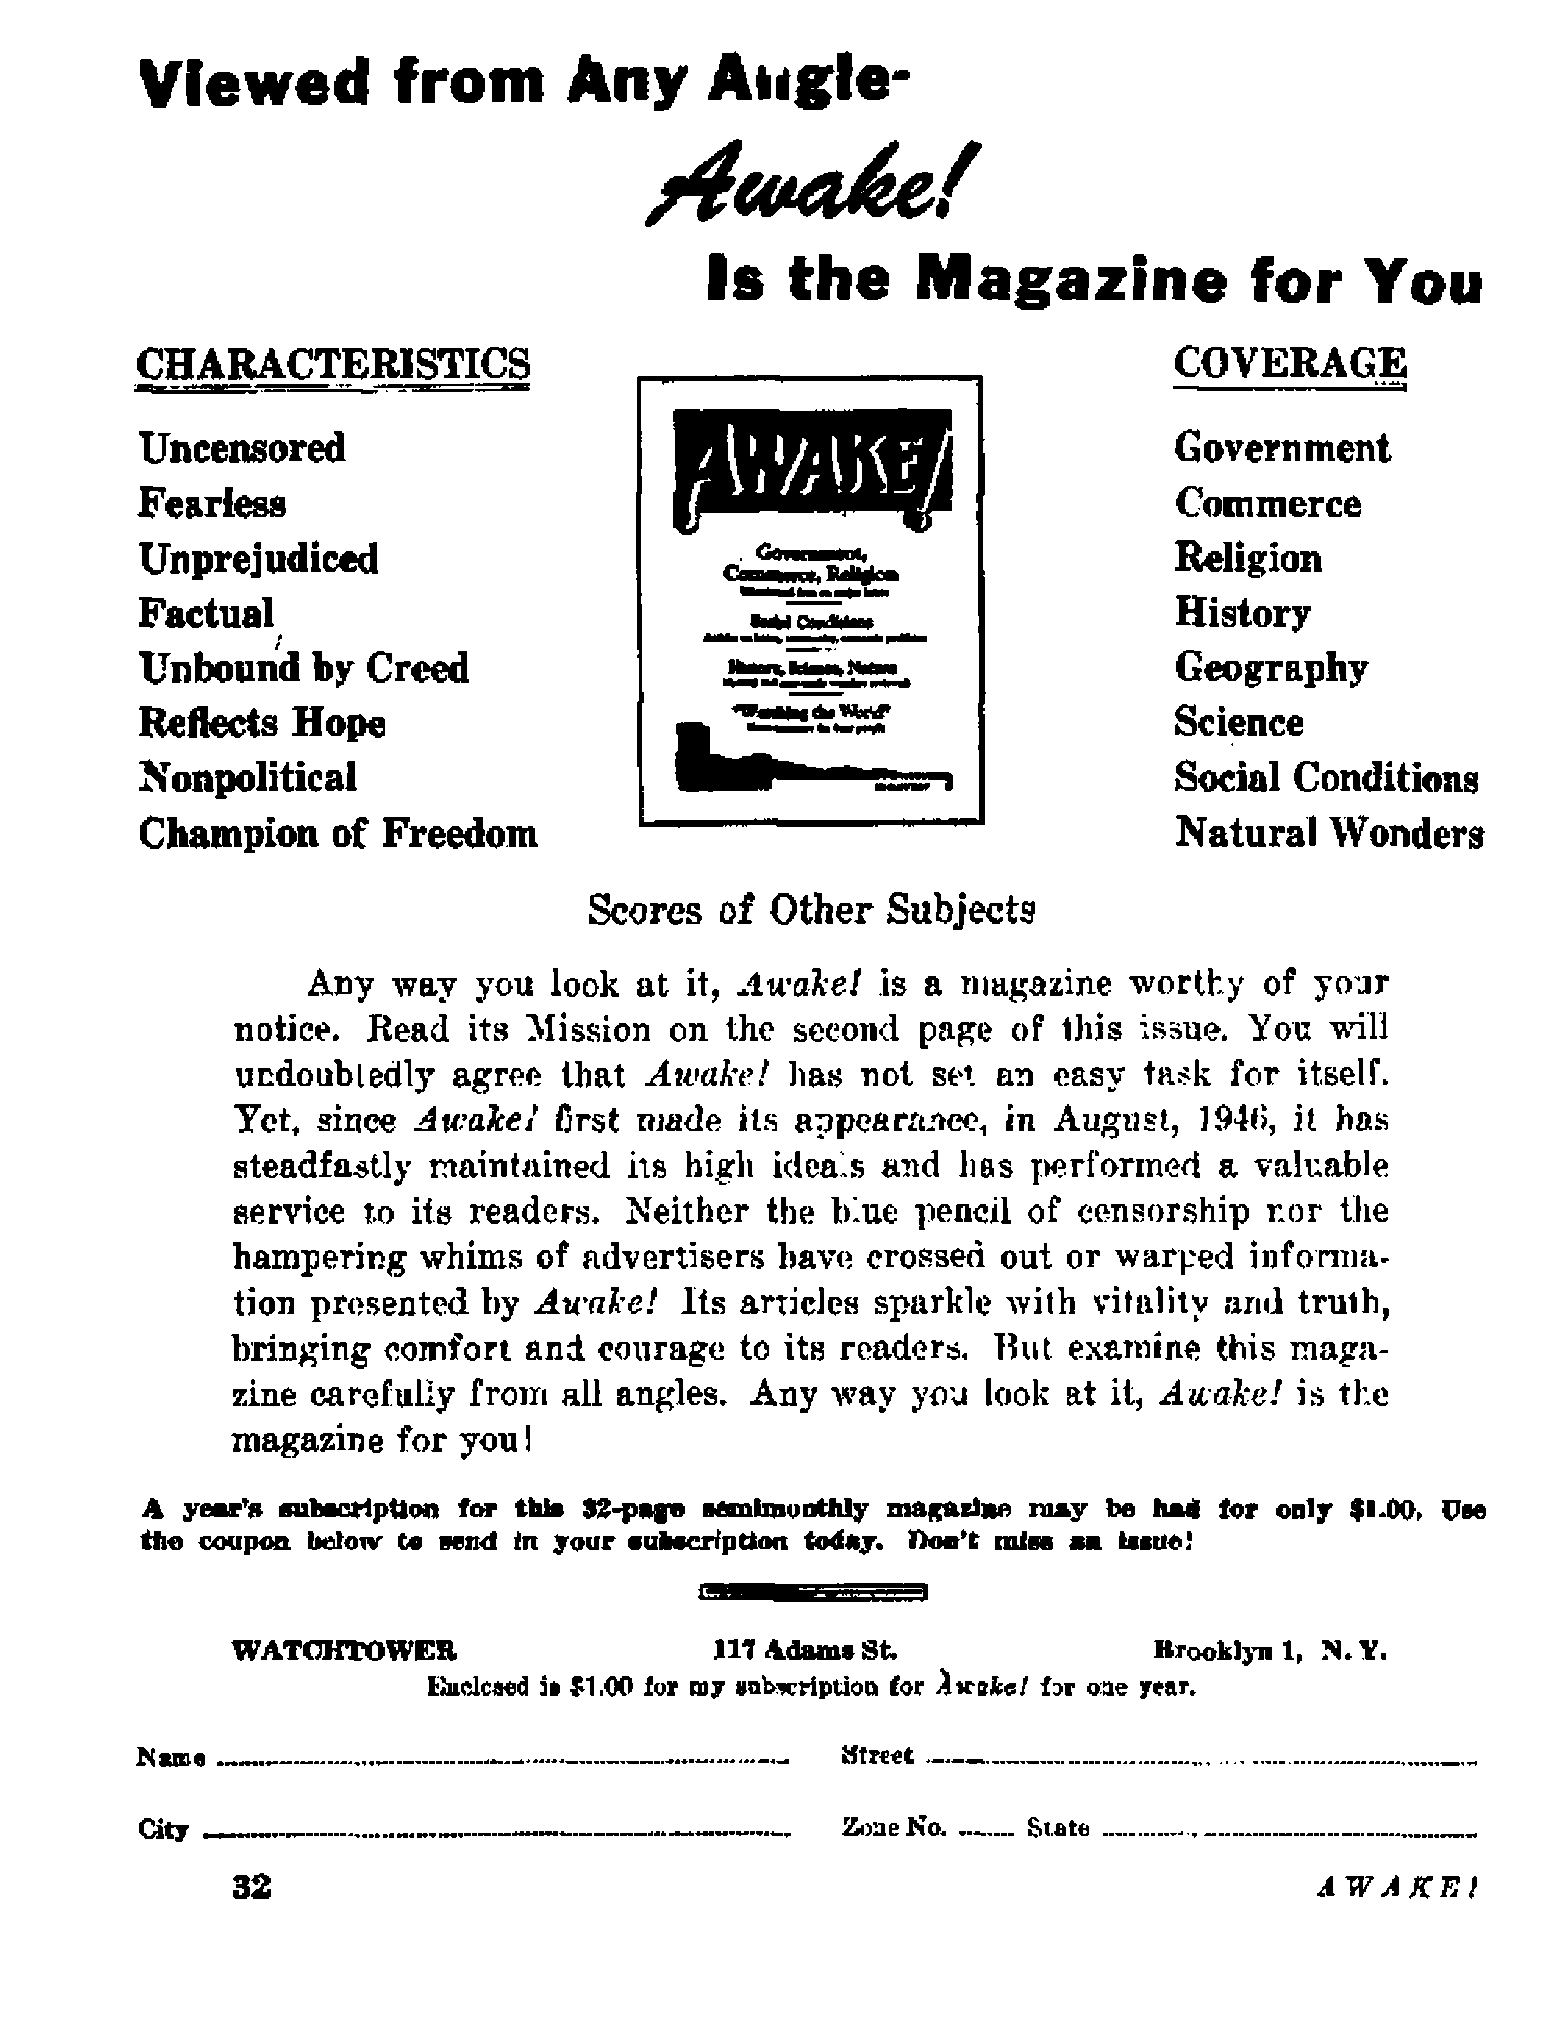 Viewed from Any Angle-
Awake!
Is the Magazine for You
CHARACTERISTICS
Uncensored
Fearless
Unprejudiced
Factual
Unbound by Creed
Reflects Hope
Nonpolitical
Champion of Freedom
AWAKE!
Government,
Commerce, Religion
Social Conditions
History, Science, Nature
"Watching the World"
COVERAGE
Government
Commerce
Religion
History
Geography
Science
Social Conditions
Natural Wonders
Scores of Other Subjects
Any way you look at it, Awake! is a magazine worthy of your
notice. Read its Mission on the second page of this issue. You will
undoubtedly agree that Awake! has not set an easy task for itself.
Yet, since Awake! first made its appearance, in August, 1946, it has
steadfastly maintained its high ideals and has performed a valuable
service to its readers. Neither the blue pencil of censorship nor the
hampering whims of advertisers have crossed out or warped informa-
tion presented by Awake! Its articles sparkle with vitality and truth,
bringing comfort and courage to its readers. But examine this maga-
zine carefully from all angles. Any way you look at it, Awake! is the
magazine for you!
A year's subscription for this 32-page semimonthly magazine may be had for only $1.00. Use
the coupon below to send in your subscription today. Don't miss an issue!
WATCHTOWER 117 Adams St. Brooklyn 1, N. Y.
Enclosed is $1.00 for my subscription for Awake! for one year.
Name Street
City Zone No. State
32 AWAKE!